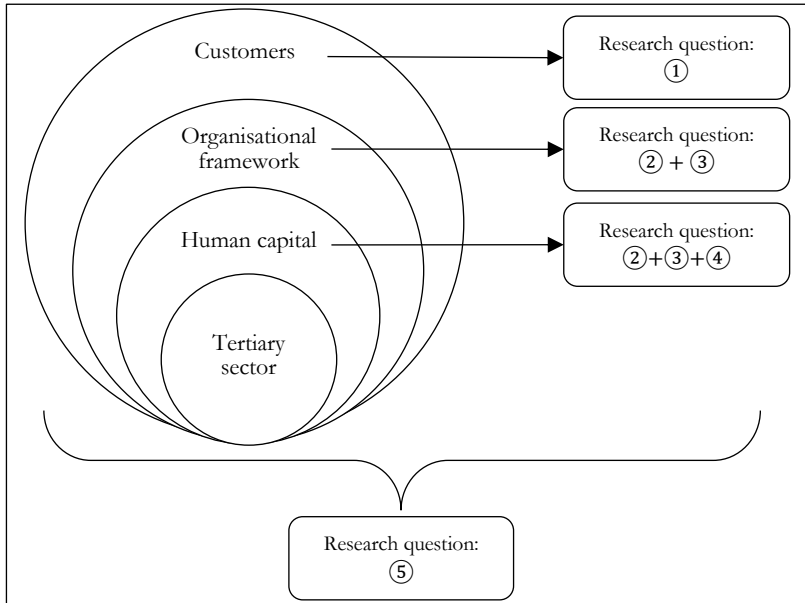 Customers
Research question:
①
Organisational
framework
Research question:
② + ③
Human capital
Research question:
②+③+④
Tertiary
sector
Research question:
⑤